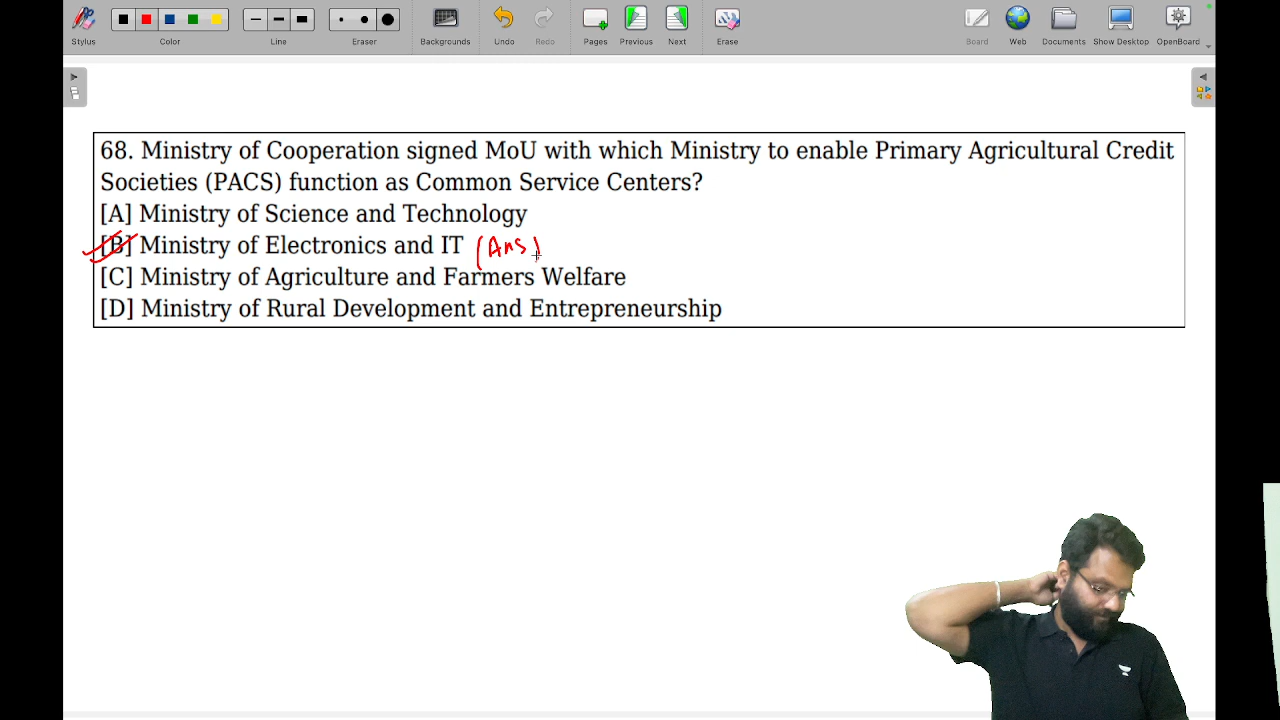 Stylus
Color
Line
Eraser
Backgrounds
Undo
Redo
Pages
Previous
Next
Erase
Board
Web
Documents
Show Desktop
OpenBoard
68. Ministry of Cooperation signed MoU with which Ministry to enable Primary Agricultural Credit
Societies (PACS) function as Common Service Centers?
[A] Ministry of Science and Technology
[B] Ministry of Electronics and IT (Ans)
[C] Ministry of Agriculture and Farmers Welfare
[D] Ministry of Rural Development and Entrepreneurship